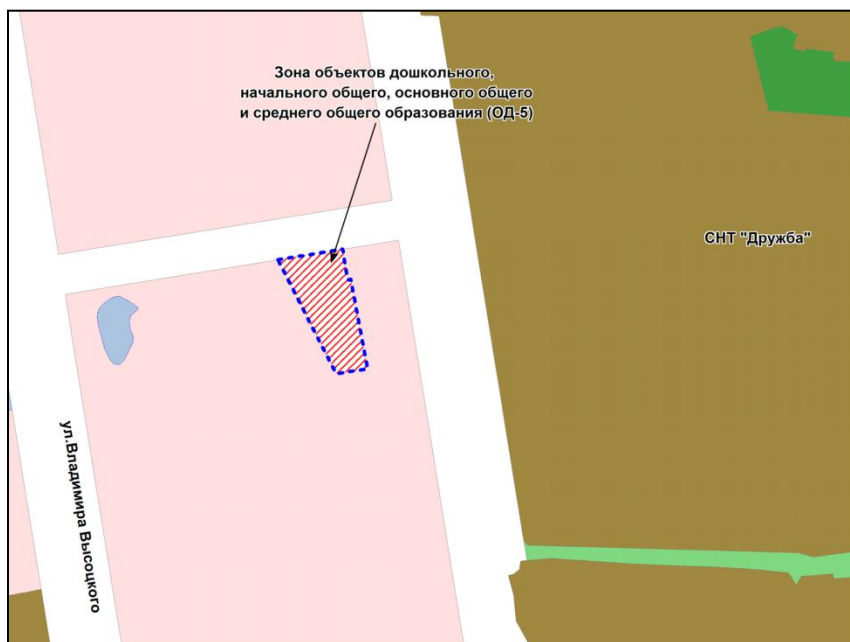 Зона объектов дошкольного,
начального общего, основного общего
и среднего общего образования (ОД-5)
СНТ "Дружба"
ул.Владимира Высоцкого